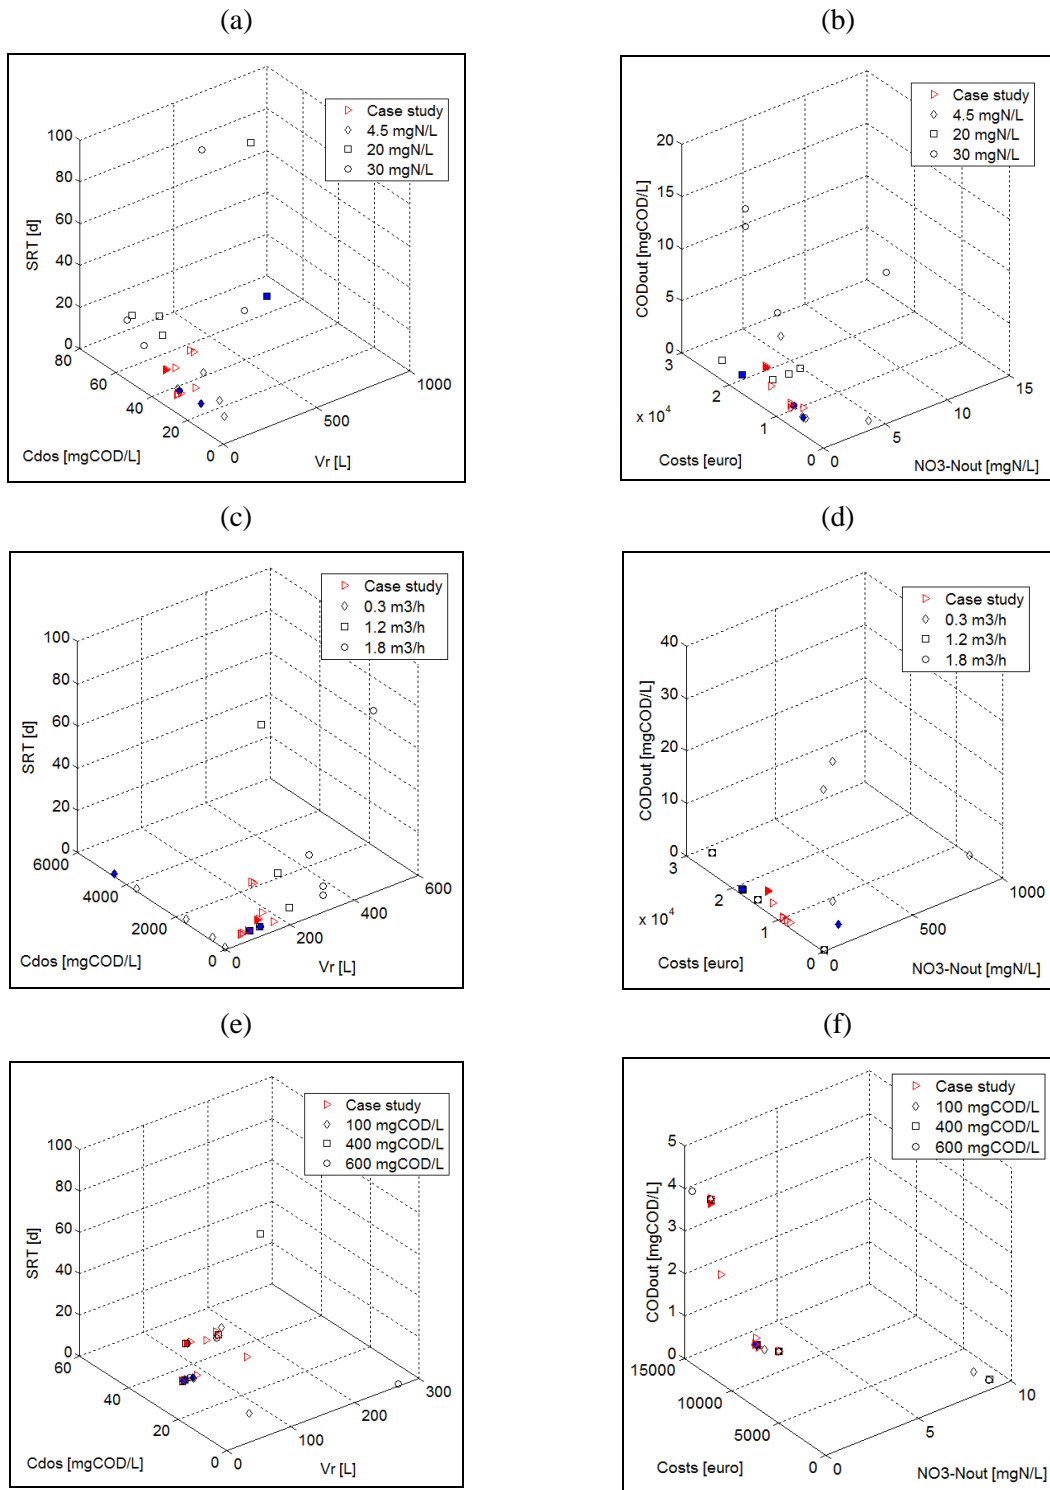 (a)
(b)
Case study
4.5 mgN/L
20 mgN/L
30 mgN/L
100
80
60
40
20
0
SRT [d]
80
60
40
20
0
Cdos [mgCOD/L]
0
500
1000
Vr [L]
Case study
4.5 mgN/L
20 mgN/L
30 mgN/L
20
15
10
5
0
CODout [mgCOD/L]
3
2
1
0
x 10^4
Costs [euro]
0
5
10
15
NO3-Nout [mgN/L]
(c)
(d)
Case study
0.3 m3/h
1.2 m3/h
1.8 m3/h
100
80
60
40
20
0
SRT [d]
6000
4000
2000
0
Cdos [mgCOD/L]
0
200
400
600
Vr [L]
Case study
0.3 m3/h
1.2 m3/h
1.8 m3/h
40
30
20
10
0
CODout [mgCOD/L]
3
2
1
0
x 10^4
Costs [euro]
0
500
1000
NO3-Nout [mgN/L]
(e)
(f)
Case study
100 mgCOD/L
400 mgCOD/L
600 mgCOD/L
100
80
60
40
20
0
SRT [d]
60
40
20
0
Cdos [mgCOD/L]
0
100
200
300
Vr [L]
Case study
100 mgCOD/L
400 mgCOD/L
600 mgCOD/L
5
4
3
2
1
0
CODout [mgCOD/L]
15000
10000
5000
0
Costs [euro]
0
5
10
NO3-Nout [mgN/L]